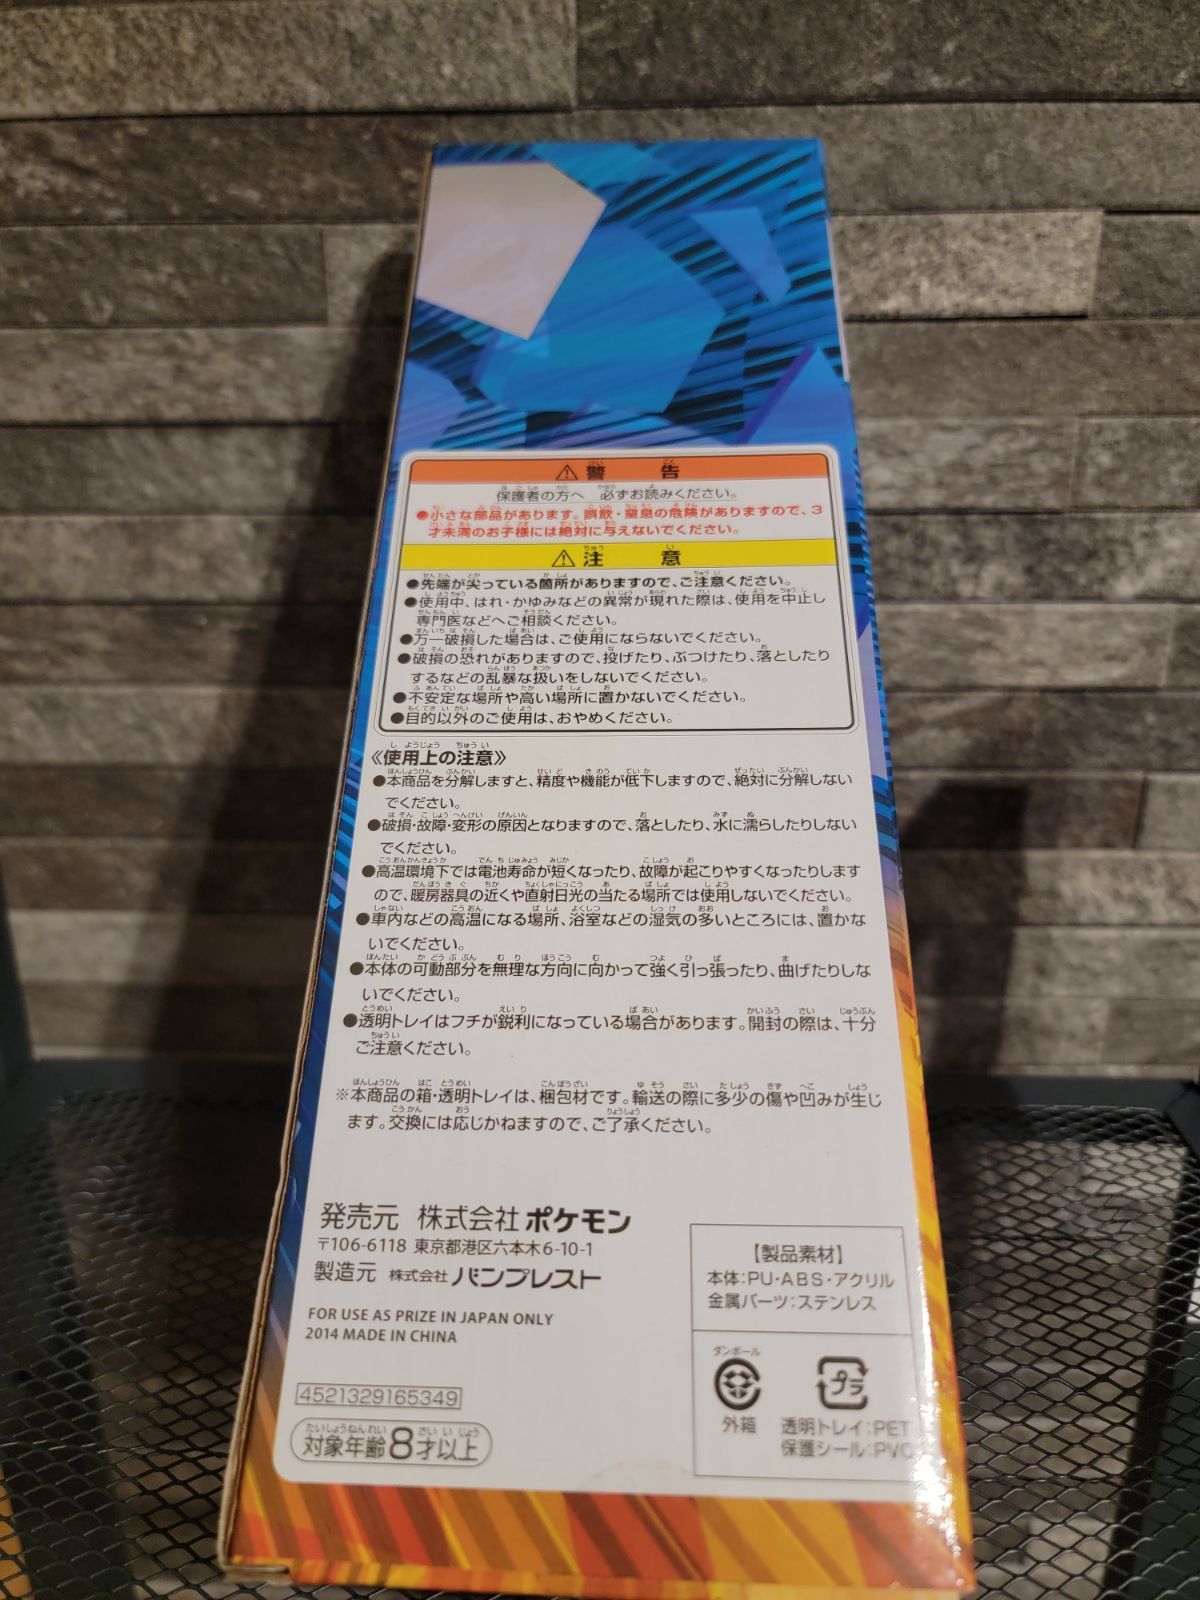 ⚠警告
保護者の方へ 必ずお読みください。
●小さな部品があります。誤飲・窒息の危険がありますので、3
才未満のお子様には絶対に与えないでください。
⚠注意
●先端が尖っている箇所がありますので、ご注意ください。
●使用中、はれ・かゆみなどの異常が現れた際は、使用を中止し
専門医などへご相談ください。
●万一破損した場合は、ご使用にならないでください。
●破損の恐れがありますので、投げたり、ぶつけたり、落としたり
するなどの乱暴な扱いをしないでください。
●不安定な場所や高い場所に置かないでください。
●目的以外のご使用は、おやめください。
《使用上の注意》
●本商品を分解しますと、精度や機能が低下しますので、絶対に分解しない
でください。
●破損・故障・変形の原因となりますので、落としたり、水に濡らしたりしない
でください。
●高温環境下では電池寿命が短くなったり、故障が起こりやすくなったりします
ので、暖房器具の近くや直射日光の当たる場所では使用しないでください。
●車内などの高温になる場所、浴室などの湿気の多いところには、置かな
いでください。
●本体の可動部分を無理な方向に向かって強く引っ張ったり、曲げたりしな
いでください。
●透明トレイはフチが鋭利になっている場合があります。開封の際は、十分
ご注意ください。
※本商品の箱・透明トレイは、梱包材です。輸送の際に多少の傷や凹みが生じ
ます。交換には応じかねますので、ご了承ください。
発売元 株式会社ポケモン
〒106-6118 東京都港区六本木6-10-1
製造元 株式会社バンプレスト
FOR USE AS PRIZE IN JAPAN ONLY
2014 MADE IN CHINA
4521329165349
対象年齢8才以上
【製品素材】
本体:PU・ABS・アクリル
金属パーツ:ステンレス
ダンボール
外箱
プラ
透明トレイ:PET
保護シール:PVC